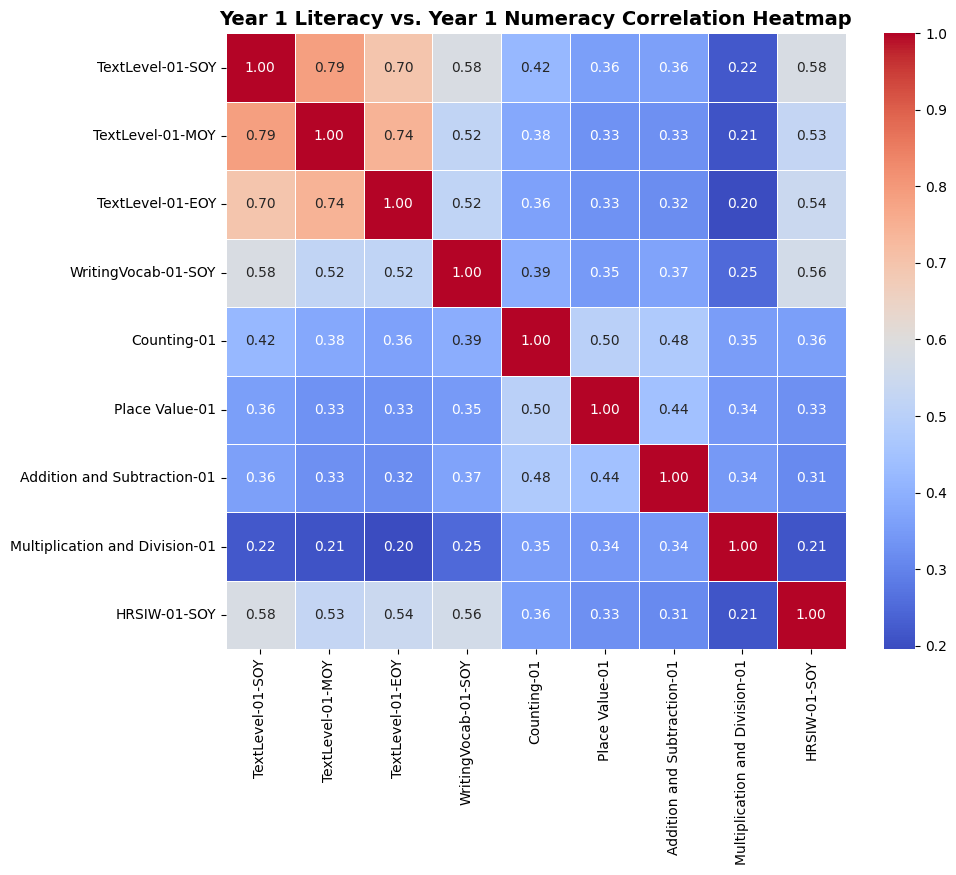 Year 1 Literacy vs. Year 1 Numeracy Correlation Heatmap
TextLevel-01-SOY 1.00 0.79 0.70 0.58 0.42 0.36 0.36 0.22 0.58
TextLevel-01-MOY 0.79 1.00 0.74 0.52 0.38 0.33 0.33 0.21 0.53
TextLevel-01-EOY 0.70 0.74 1.00 0.52 0.36 0.33 0.32 0.20 0.54
WritingVocab-01-SOY 0.58 0.52 0.52 1.00 0.39 0.35 0.37 0.25 0.56
Counting-01 0.42 0.38 0.36 0.39 1.00 0.50 0.48 0.35 0.36
Place Value-01 0.36 0.33 0.33 0.35 0.50 1.00 0.44 0.34 0.33
Addition and Subtraction-01 0.36 0.33 0.32 0.37 0.48 0.44 1.00 0.34 0.31
Multiplication and Division-01 0.22 0.21 0.20 0.25 0.35 0.34 0.34 1.00 0.21
HRSIW-01-SOY 0.58 0.53 0.54 0.56 0.36 0.33 0.31 0.21 1.00
TextLevel-01-SOY
TextLevel-01-MOY
TextLevel-01-EOY
WritingVocab-01-SOY
Counting-01
Place Value-01
Addition and Subtraction-01
Multiplication and Division-01
HRSIW-01-SOY
1.0
0.9
0.8
0.7
0.6
0.5
0.4
0.3
0.2